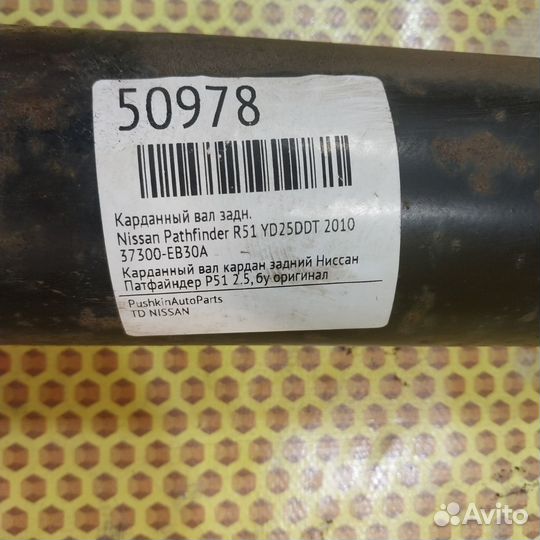 50978
Карданный вал задн.
Nissan Pathfinder R51 YD25DDT 2010
37300-EB30A
Карданный вал кардан задний Ниссан
Патфайндер Р51 2.5, бу оригинал
PushkinAutoParts
TD NISSAN
Avito